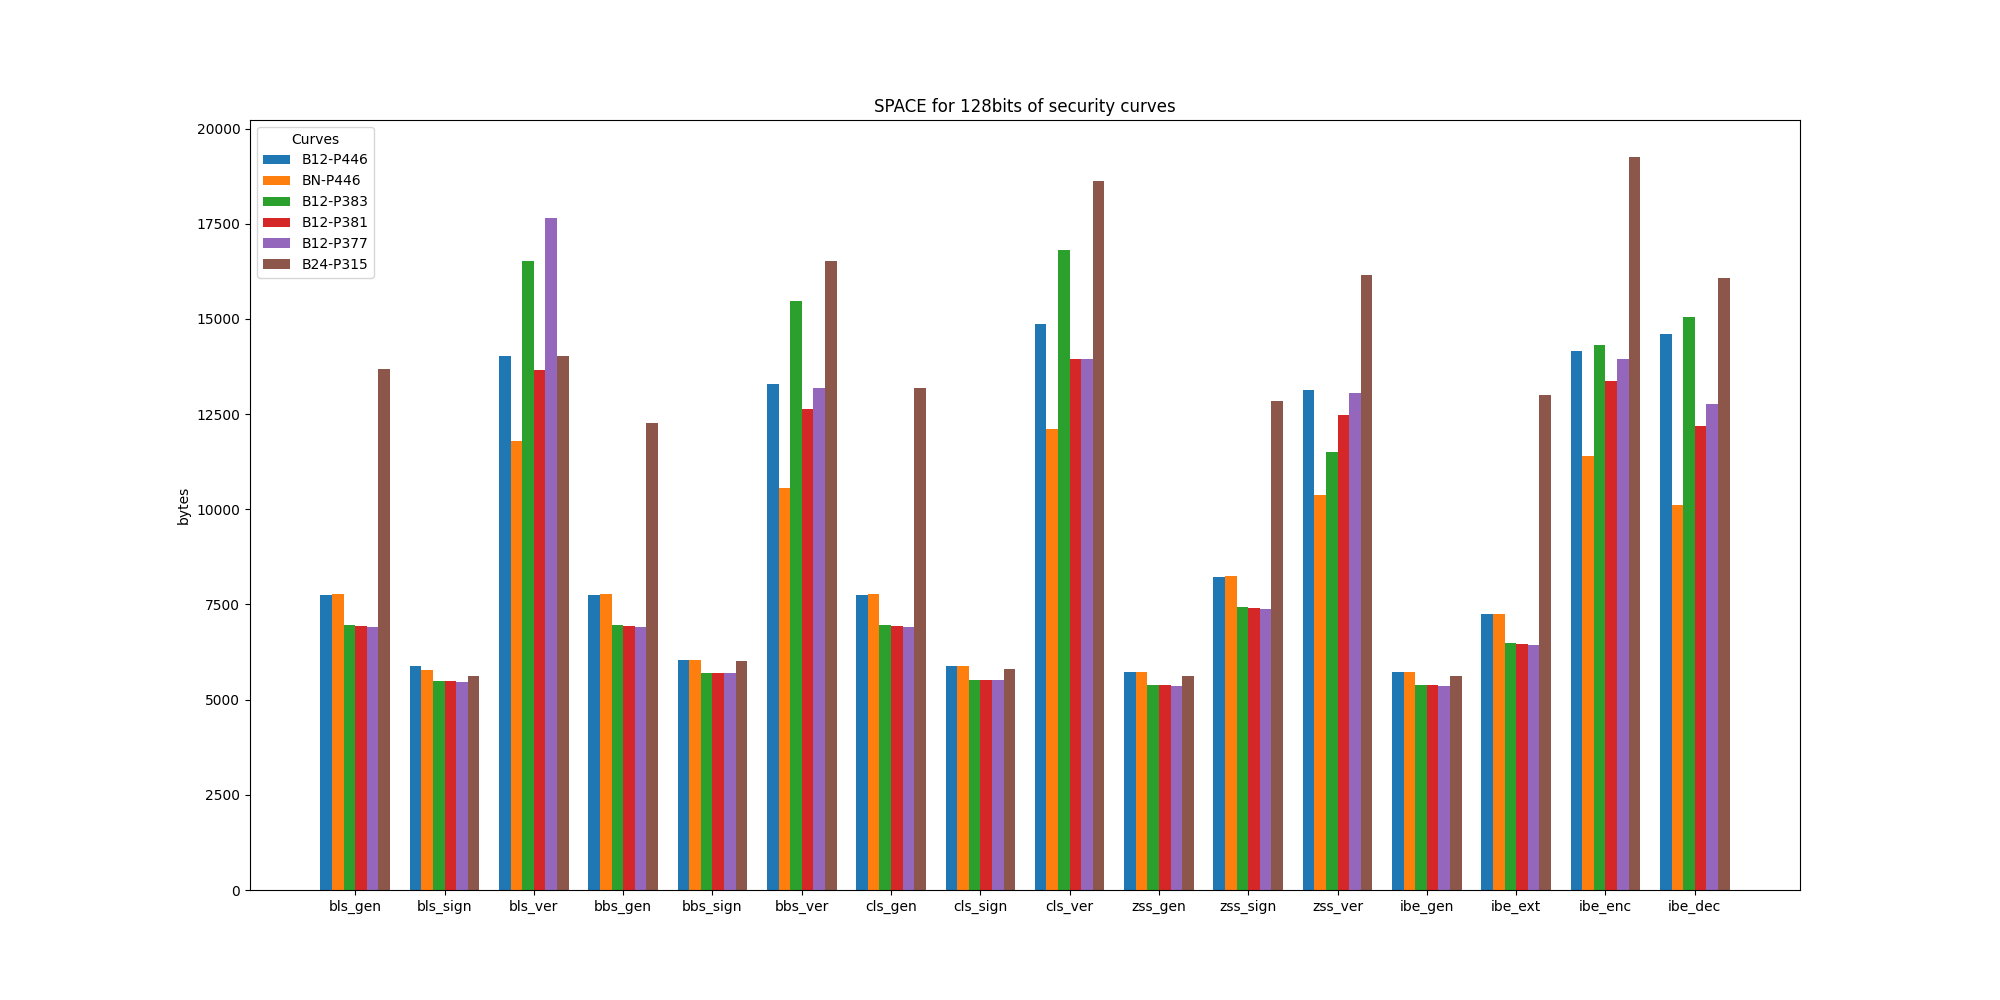 SPACE for 128bits of security curves
Curves
B12-P446
BN-P446
B12-P383
B12-P381
B12-P377
B24-P315
bytes
20000
17500
15000
12500
10000
7500
5000
2500
0
bls_gen bls_sign bls_ver bbs_gen bbs_sign bbs_ver cls_gen cls_sign cls_ver zss_gen zss_sign zss_ver ibe_gen ibe_ext ibe_enc ibe_dec